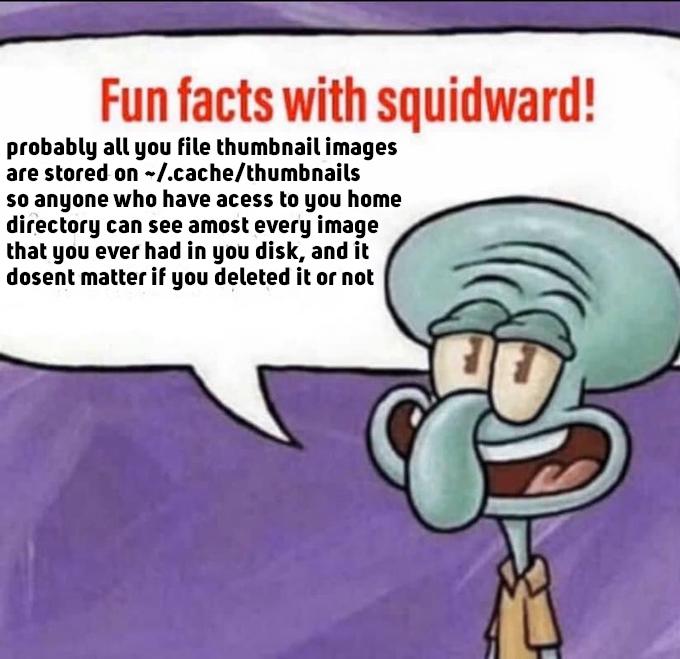 Fun facts with squidward!
probably all you file thumbnail images
are stored on ~/.cache/thumbnails
so anyone who have acess to you home
directory can see amost every image
that you ever had in you disk, and it
dosent matter if you deleted it or not